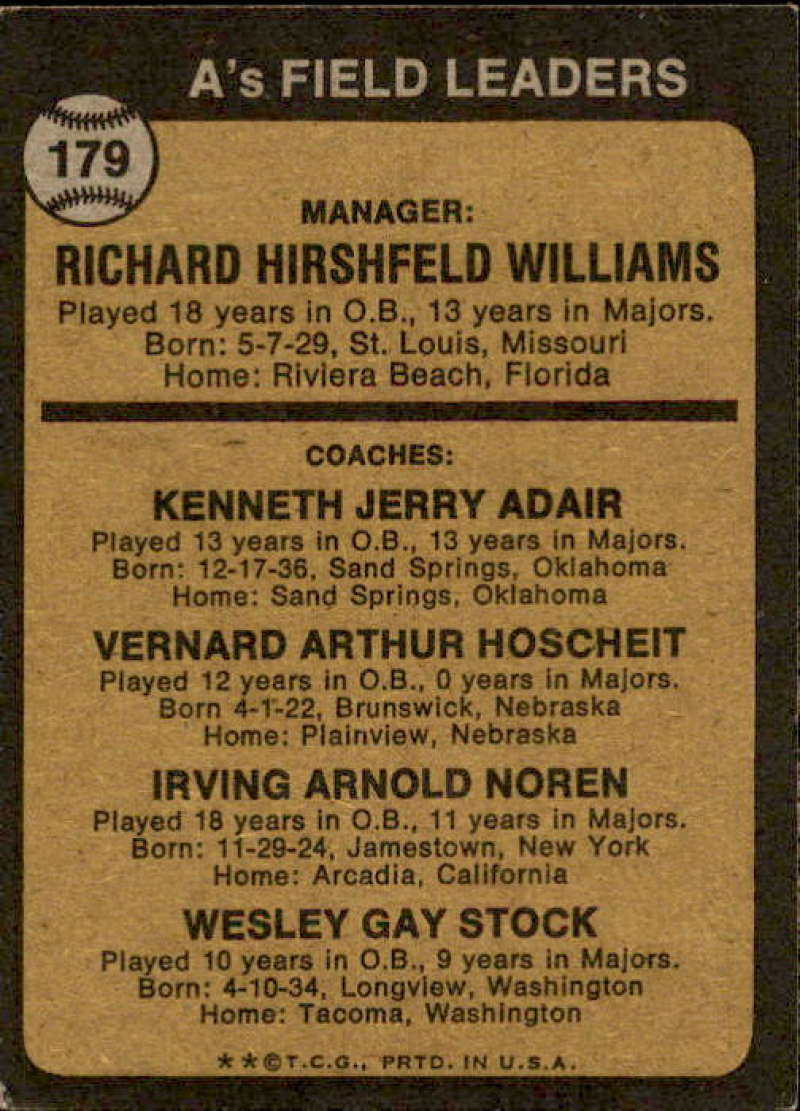 A's FIELD LEADERS
179
MANAGER:
RICHARD HIRSHFELD WILLIAMS
Played 18 years in O.B., 13 years in Majors.
Born: 5-7-29, St. Louis, Missouri
Home: Riviera Beach, Florida
COACHES:
KENNETH JERRY ADAIR
Played 13 years in O.B., 13 years in Majors.
Born: 12-17-36, Sand Springs, Oklahoma
Home: Sand Springs, Oklahoma
VERNARD ARTHUR HOSCHEIT
Played 12 years in O.B., 0 years in Majors.
Born 4-1-22, Brunswick, Nebraska
Home: Plainview, Nebraska
IRVING ARNOLD NOREN
Played 18 years in O.B., 11 years in Majors.
Born: 11-29-24, Jamestown, New York
Home: Arcadia, California
WESLEY GAY STOCK
Played 10 years in O.B., 9 years in Majors.
Born: 4-10-34, Longview, Washington
Home: Tacoma, Washington
**©T.C.G., PRTD. IN U.S.A.